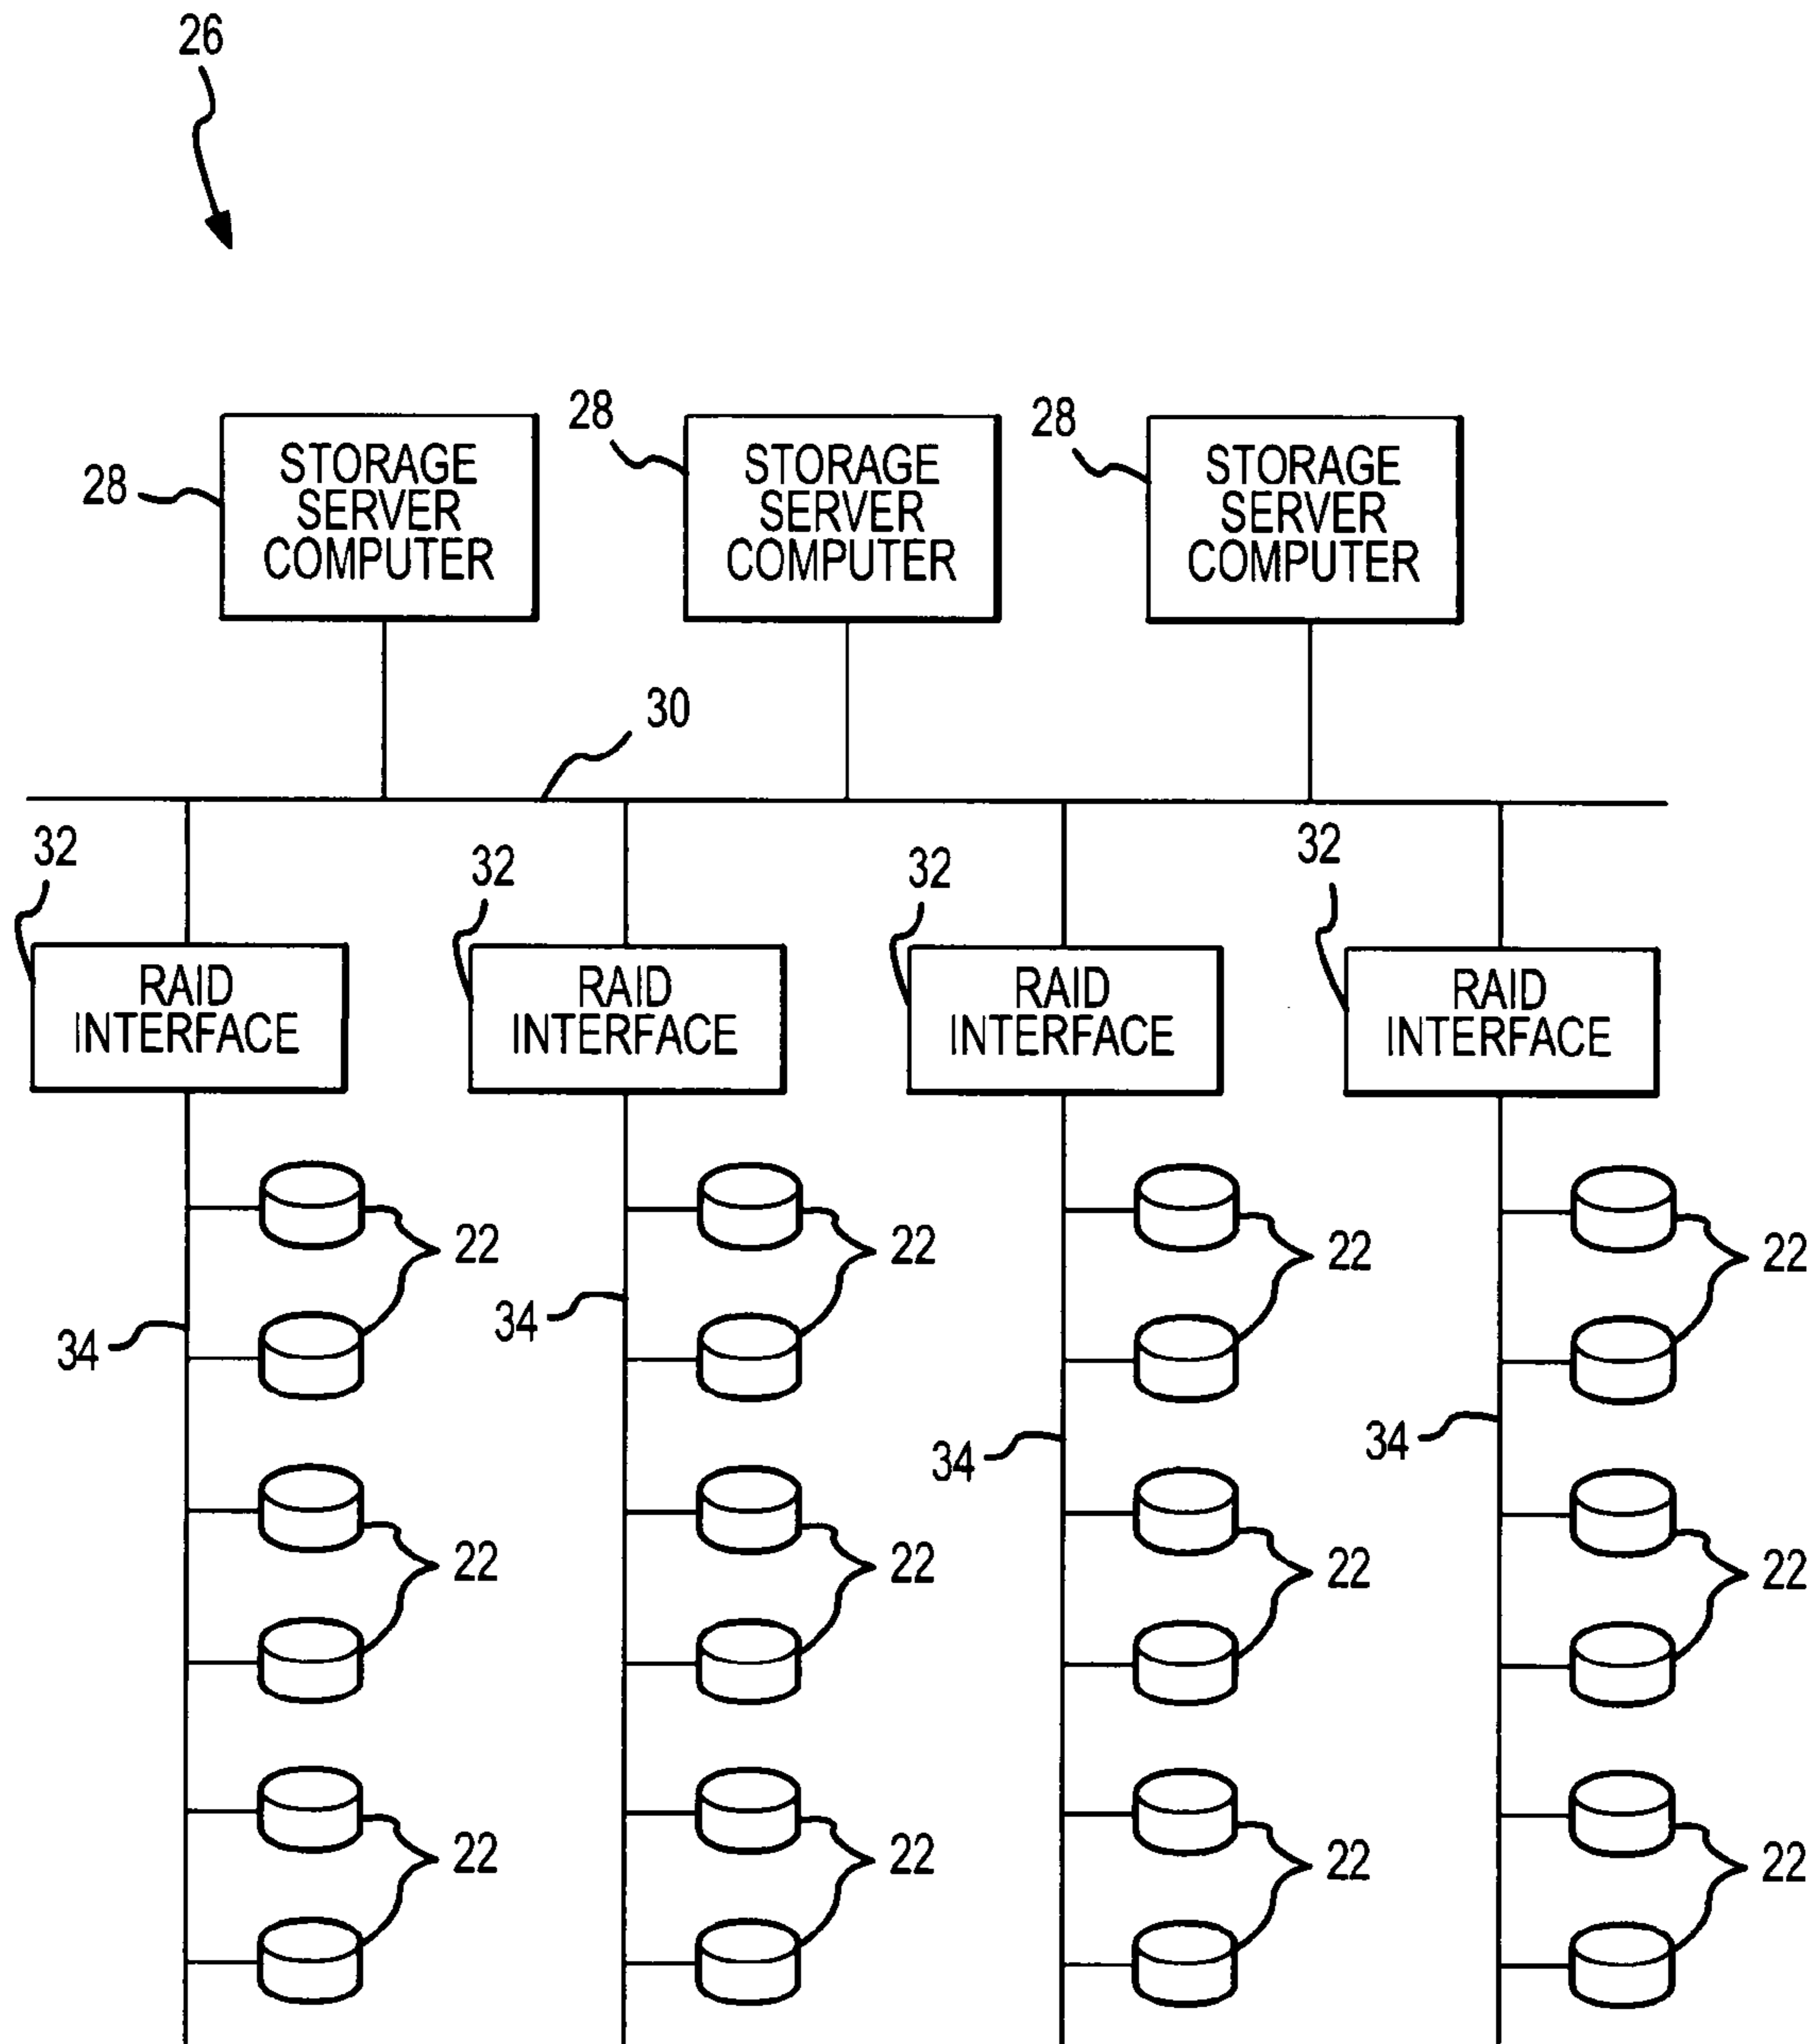 26
28
STORAGE
SERVER
COMPUTER
28
STORAGE
SERVER
COMPUTER
28
STORAGE
SERVER
COMPUTER
30
32
RAID
INTERFACE
32
RAID
INTERFACE
32
RAID
INTERFACE
32
RAID
INTERFACE
22
22
22
22
34
34
34
34
22
22
22
22
22
22
22
22